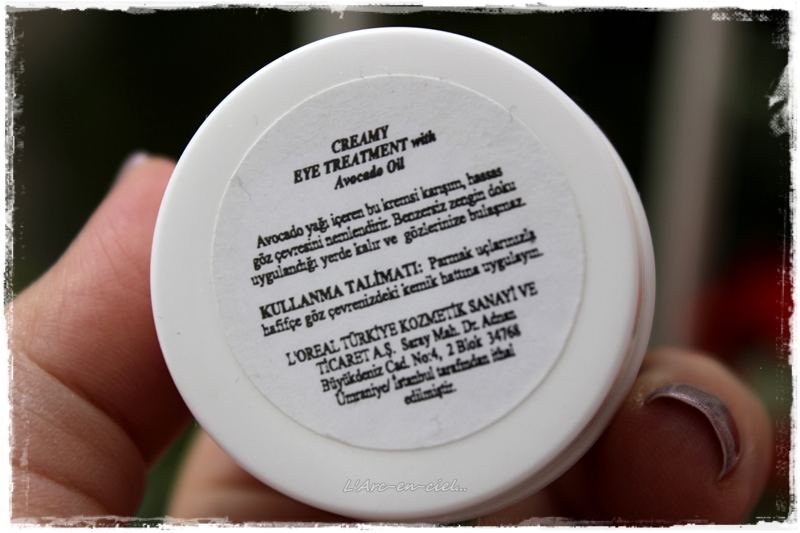 CREAMY
EYE TREATMENT with
Avocado Oil
Avocado yağı içeren bu kremsi karışım, hassas
göz çevresini nemlendirir. Benzersiz zengin doku
uygulandığı yerde kalır ve gözlerinize bulaşmaz.
KULLANMA TALİMATI: Parmak uçlarınızla
hafifçe göz çevrenizdeki kemik hattına uygulayın.
L'OREAL TÜRKİYE KOZMETİK SANAYİ VE
TİCARET A.Ş. Saray Mah. Dr. Adnan
Büyükdeniz Cad. No:4, 2 Blok 34768
Ümraniye/ İstanbul tarafından ithal
edilmiştir.
L'Arc-en-ciel...